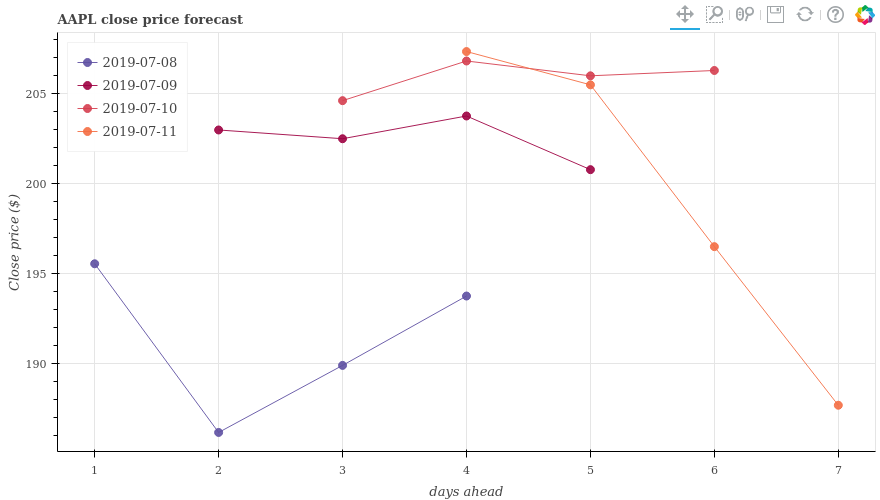 AAPL close price forecast
2019-07-08
2019-07-09
2019-07-10
2019-07-11
205
200
195
190
Close price ($)
1 2 3 4 5 6 7
days ahead